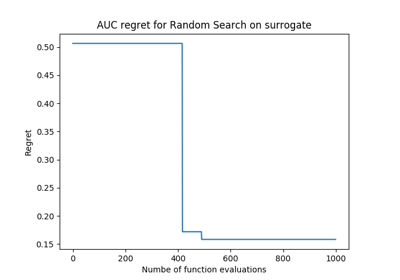 AUC regret for Random Search on surrogate
0.50
0.45
0.40
0.35
0.30
0.25
0.20
0.15
Regret
0 200 400 600 800 1000
Numbe of function evaluations